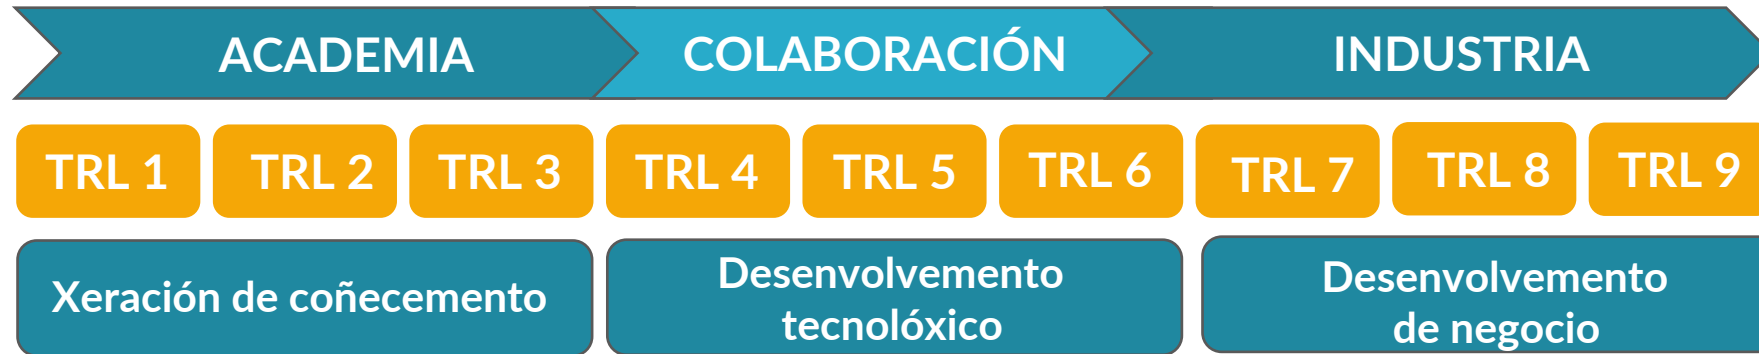 ACADEMIA
COLABORACIÓN
INDUSTRIA
TRL 1
TRL 2
TRL 3
TRL 4
TRL 5
TRL 6
TRL 7
TRL 8
TRL 9
Xeración de coñecemento
Desenvolvemento
tecnolóxico
Desenvolvemento
de negocio